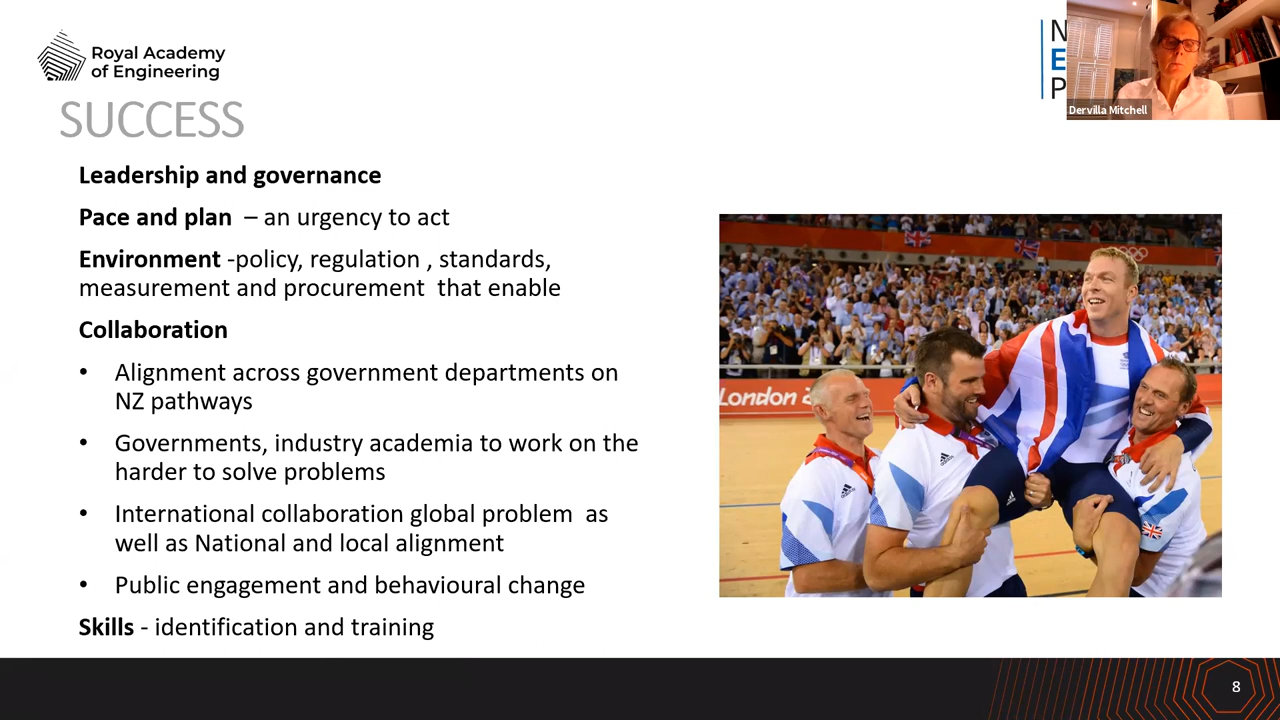 Royal Academy
of Engineering
N
E
P
Dervilla Mitchell
SUCCESS
Leadership and governance
Pace and plan – an urgency to act
Environment -policy, regulation , standards,
measurement and procurement that enable
Collaboration
• Alignment across government departments on
NZ pathways
• Governments, industry academia to work on the
harder to solve problems
• International collaboration global problem as
well as National and local alignment
• Public engagement and behavioural change
Skills - identification and training
London 2
adidas
8